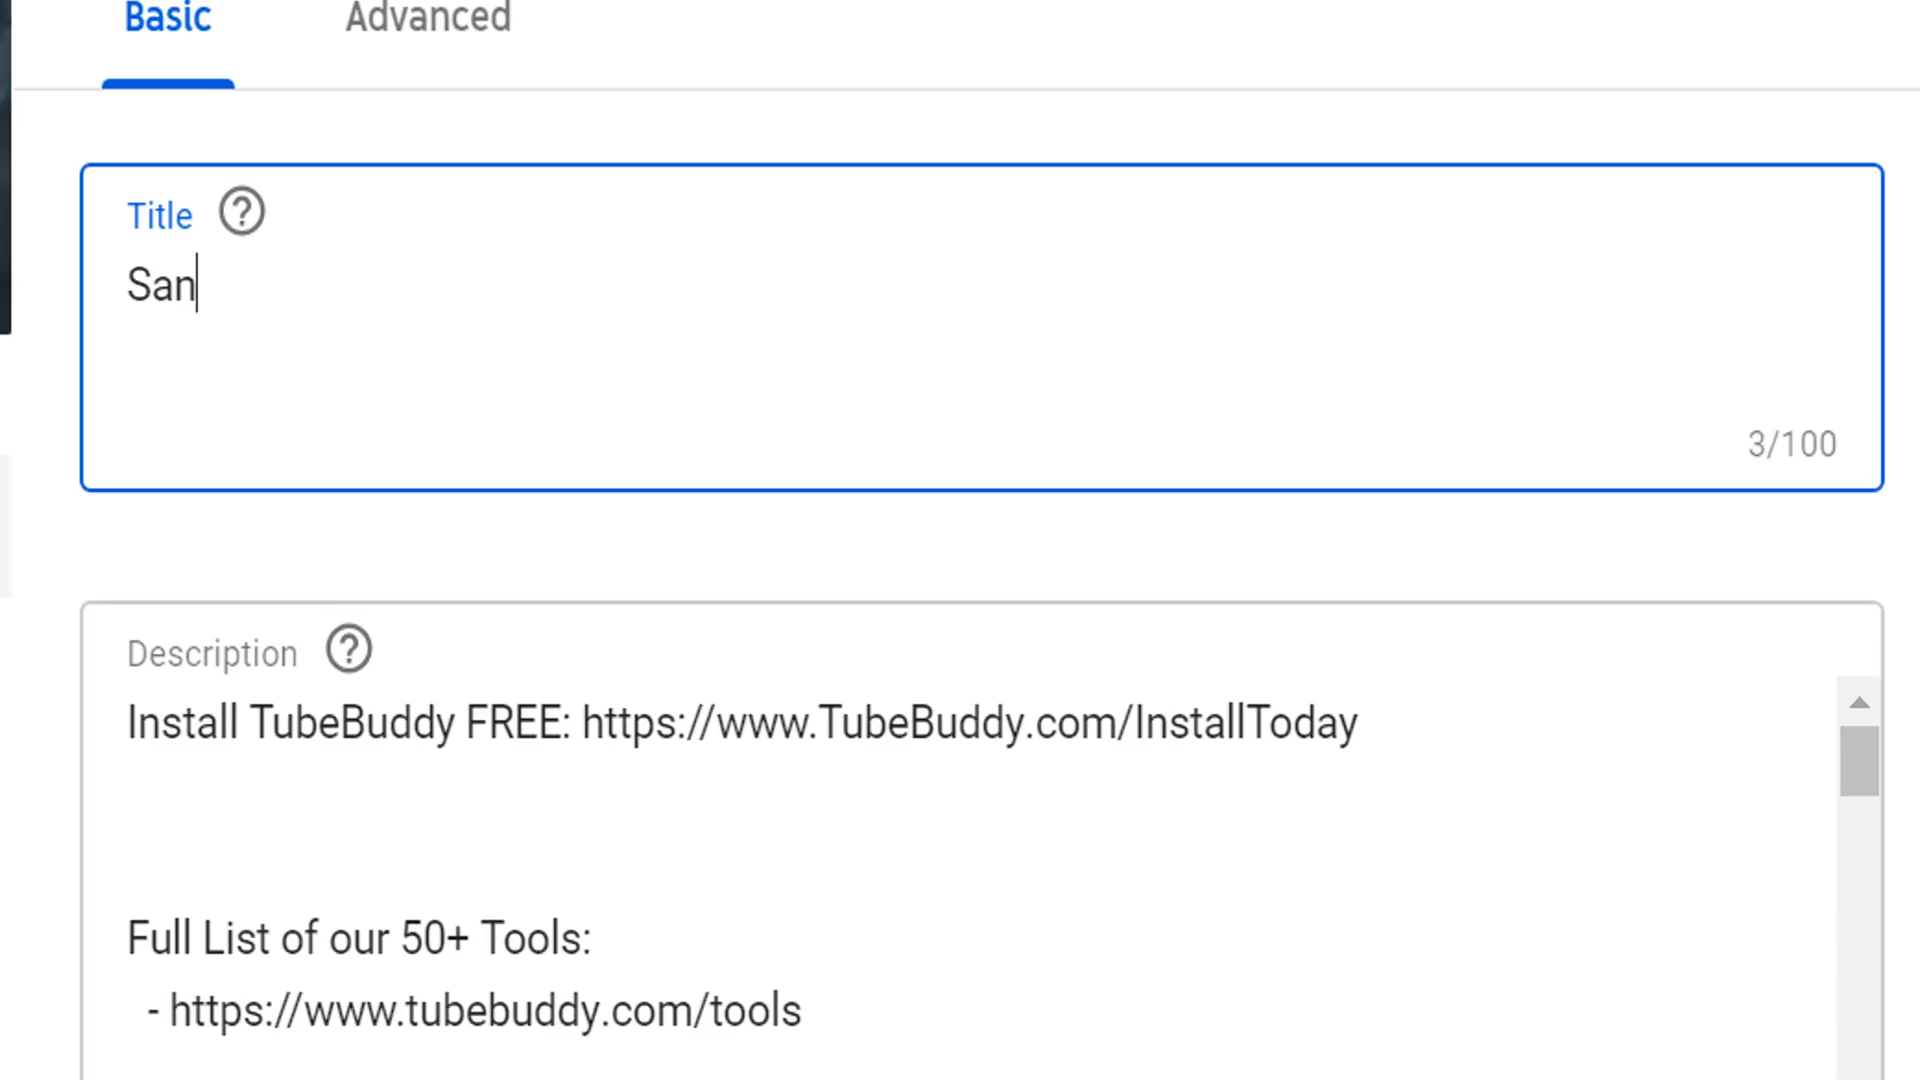 Basic Advanced
Title ?
San
3/100
Description ?
Install TubeBuddy FREE: https://www.TubeBuddy.com/InstallToday
Full List of our 50+ Tools:
- https://www.tubebuddy.com/tools